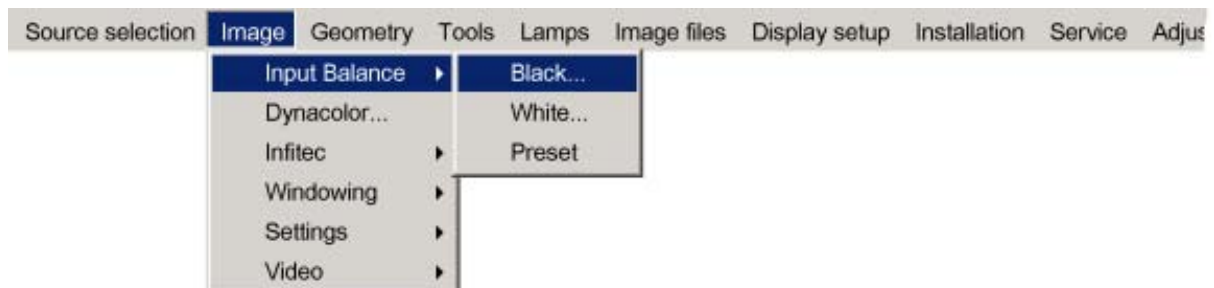 Source selection Image Geometry Tools Lamps Image files Display setup Installation Service
Input Balance Black...
Dynacolor... White...
Infitec Preset
Windowing
Settings
Video